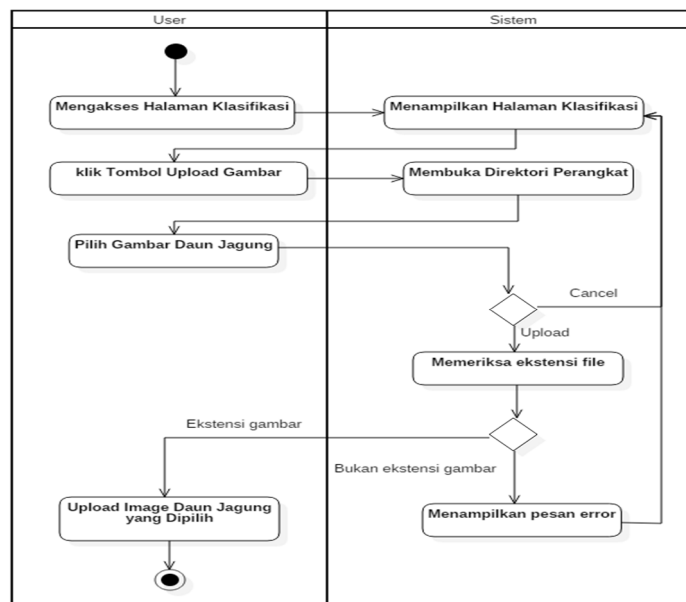 User
Sistem
Mengakses Halaman Klasifikasi
Menampilkan Halaman Klasifikasi
klik Tombol Upload Gambar
Membuka Direktori Perangkat
Pilih Gambar Daun Jagung
Cancel
Upload
Memeriksa ekstensi file
Ekstensi gambar
Bukan ekstensi gambar
Upload Image Daun Jagung
yang Dipilih
Menampilkan pesan error